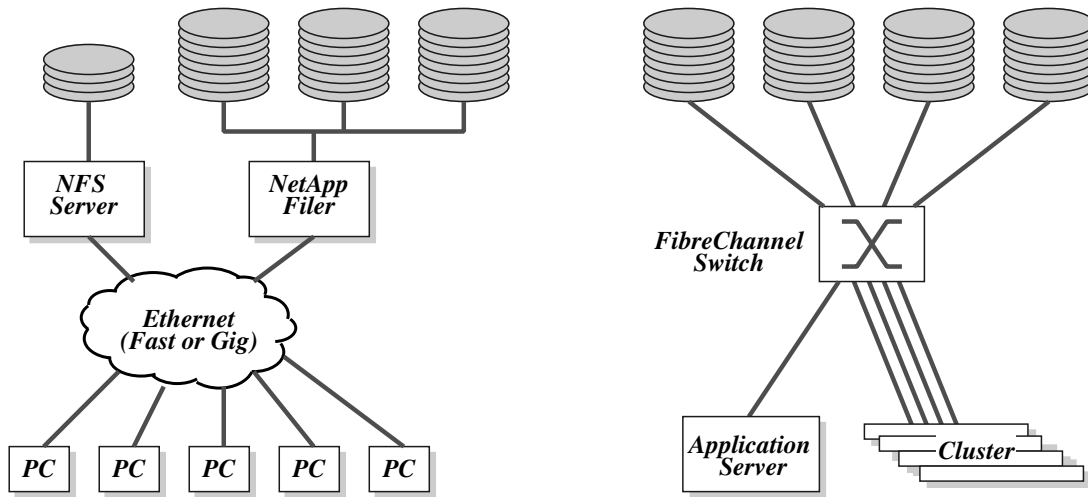 NFS
Server
NetApp
Filer
Ethernet
(Fast or Gig)
PC
PC
PC
PC
PC
FibreChannel
Switch
Application
Server
Cluster